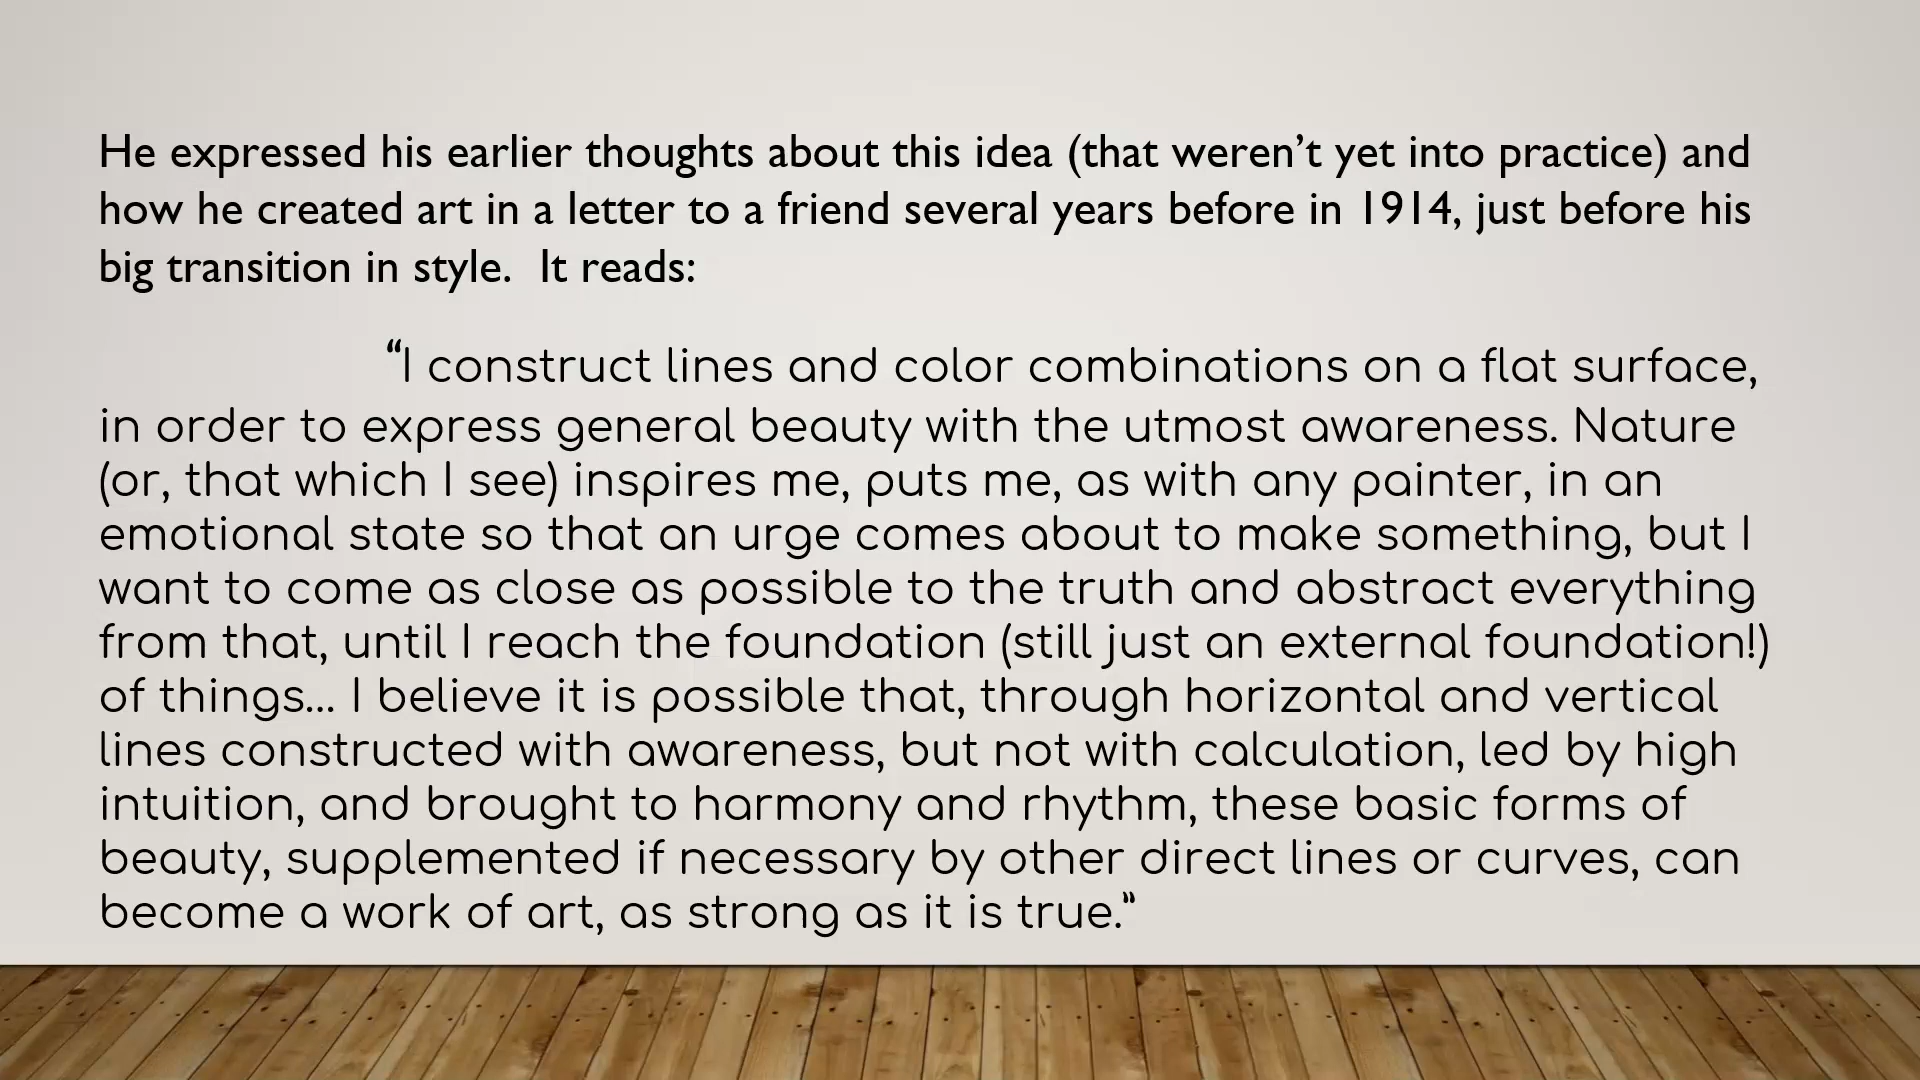 He expressed his earlier thoughts about this idea (that weren’t yet into practice) and
how he created art in a letter to a friend several years before in 1914, just before his
big transition in style.  It reads:
“I construct lines and color combinations on a flat surface,
in order to express general beauty with the utmost awareness. Nature
(or, that which I see) inspires me, puts me, as with any painter, in an
emotional state so that an urge comes about to make something, but I
want to come as close as possible to the truth and abstract everything
from that, until I reach the foundation (still just an external foundation!)
of things... I believe it is possible that, through horizontal and vertical
lines constructed with awareness, but not with calculation, led by high
intuition, and brought to harmony and rhythm, these basic forms of
beauty, supplemented if necessary by other direct lines or curves, can
become a work of art, as strong as it is true.”